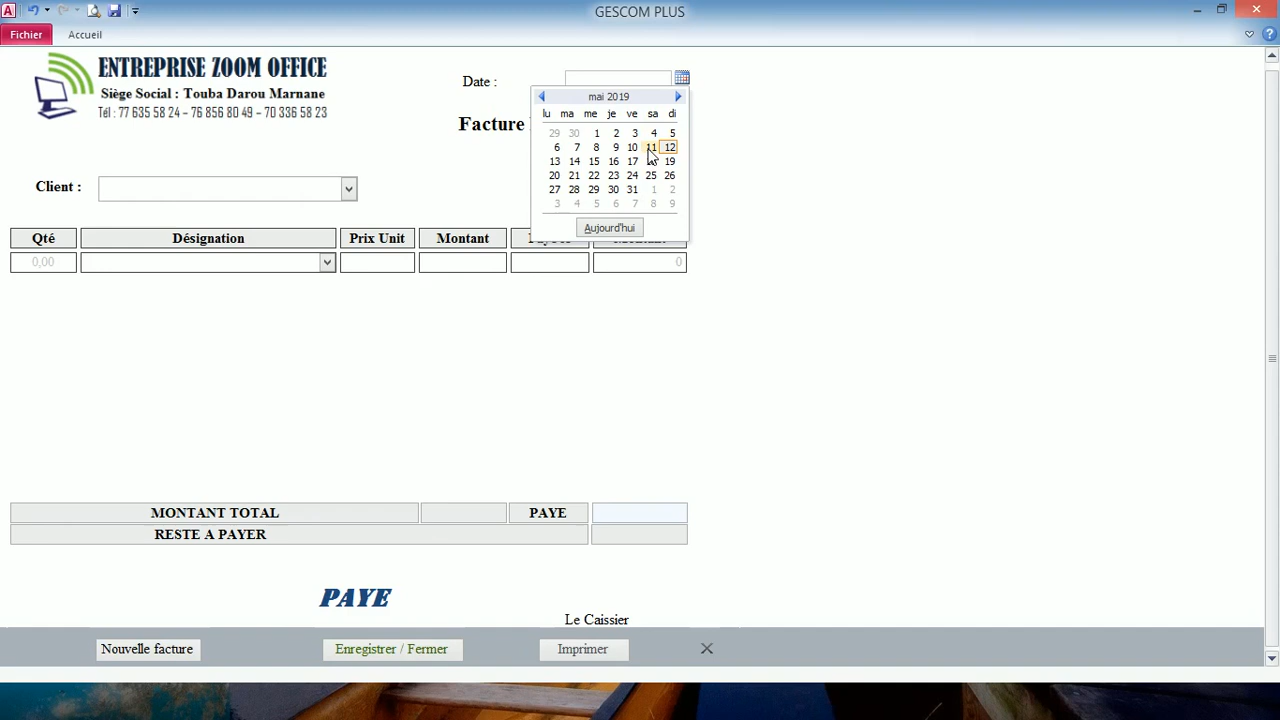 GESCOM PLUS
Fichier Accueil
ENTREPRISE ZOOM OFFICE
Siège Social : Touba Darou Marnane
Tél : 77 635 58 24 – 76 856 80 49 – 70 336 58 23
Date :
Facture
mai 2019
lu ma me je ve sa di
29 30 1 2 3 4 5
6 7 8 9 10 11 12
13 14 15 16 17 19
20 21 22 23 24 25 26
27 28 29 30 31 1 2
3 4 5 6 7 8 9
Aujourd'hui
Client :
Qté Désignation Prix Unit Montant
0,00 0
MONTANT TOTAL PAYE
RESTE A PAYER
PAYE
Le Caissier
Nouvelle facture Enregistrer / Fermer Imprimer